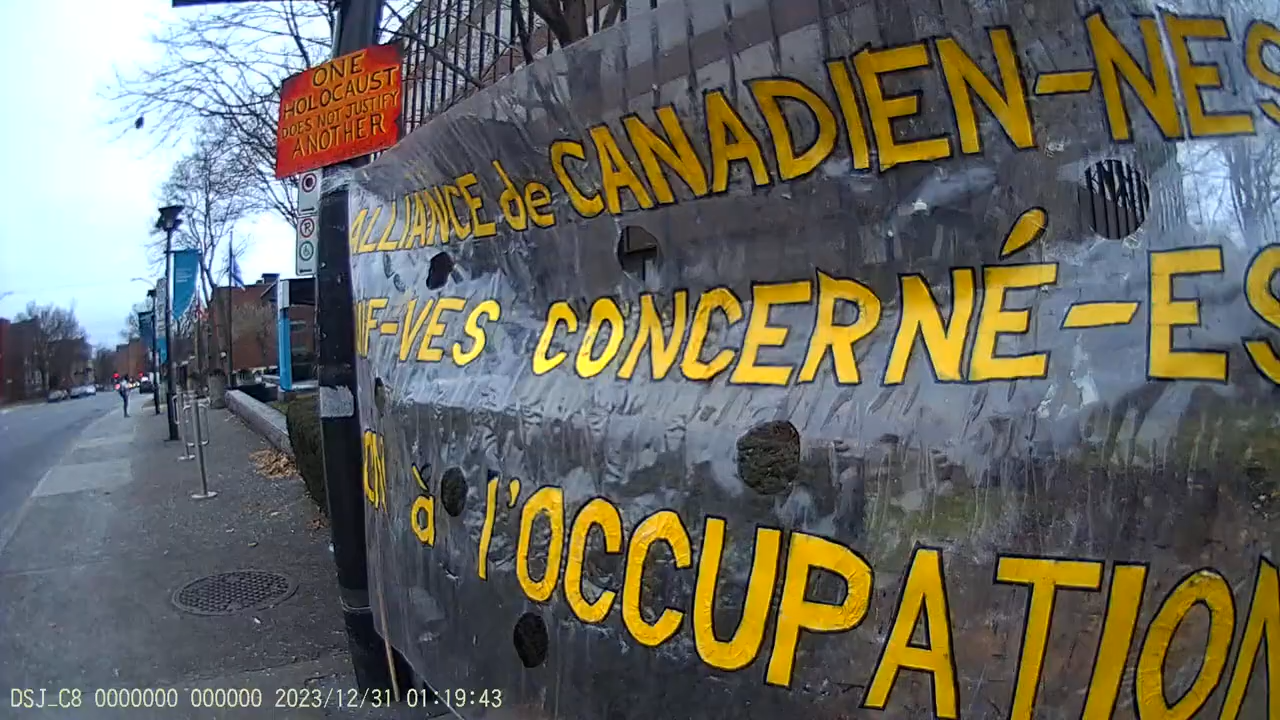 ONE
HOLOCAUST
DOES NOT JUSTIFY
ANOTHER
ALLIANCE de CANADIEN-NES
CONCERNÉ-ES
à l'OCCUPATION
DSJ_C8 0000000 000000 2023/12/31 01:19:43